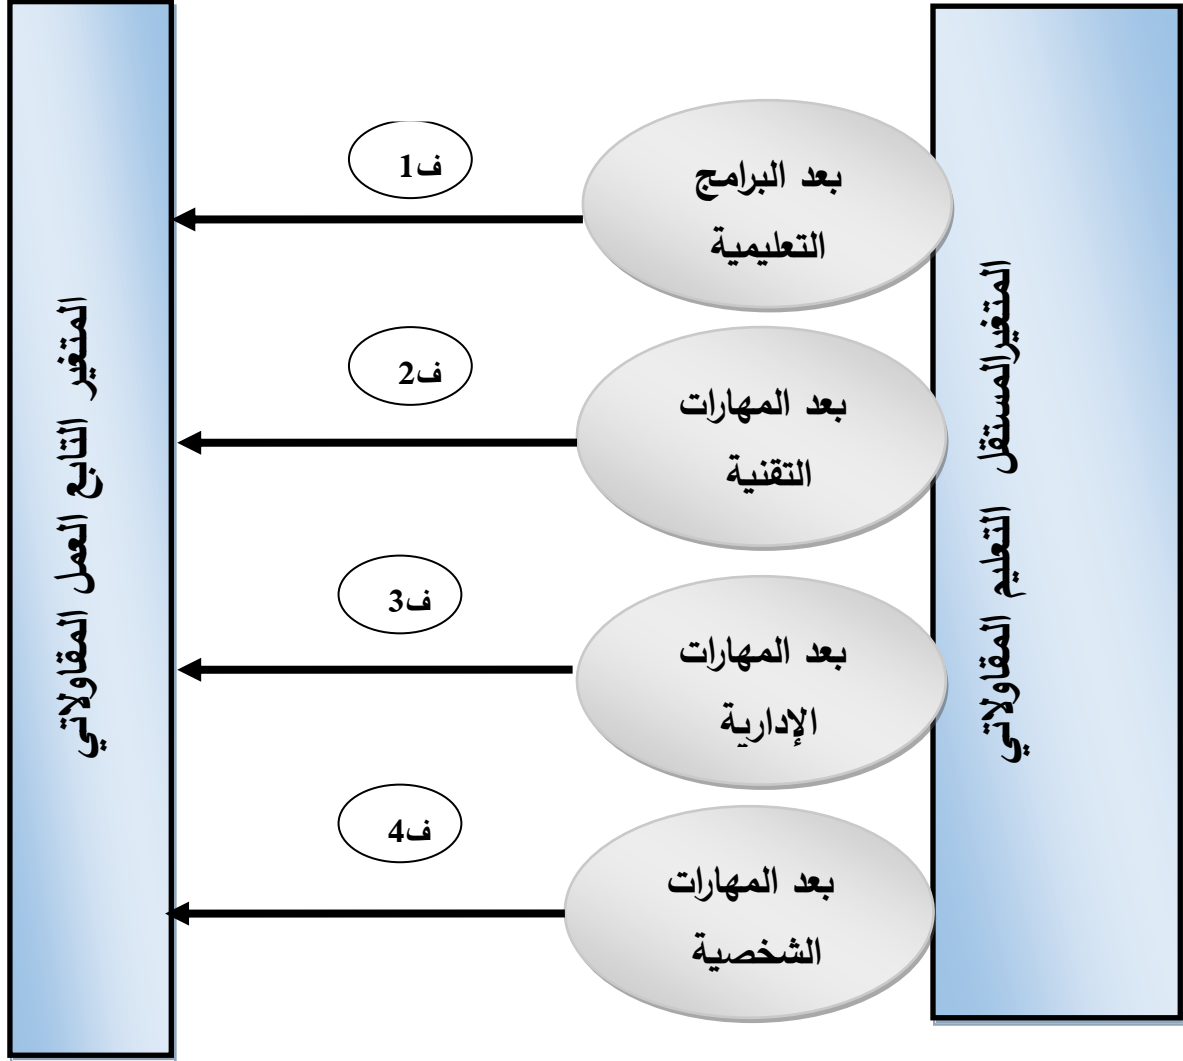 المتغيرالمستقل التعليم المقاولاتي
بعد البرامج
التعليمية
ف1
بعد المهارات
التقنية
ف2
بعد المهارات
الإدارية
ف3
بعد المهارات
الشخصية
ف4
المتغير التابع العمل المقاولاتي